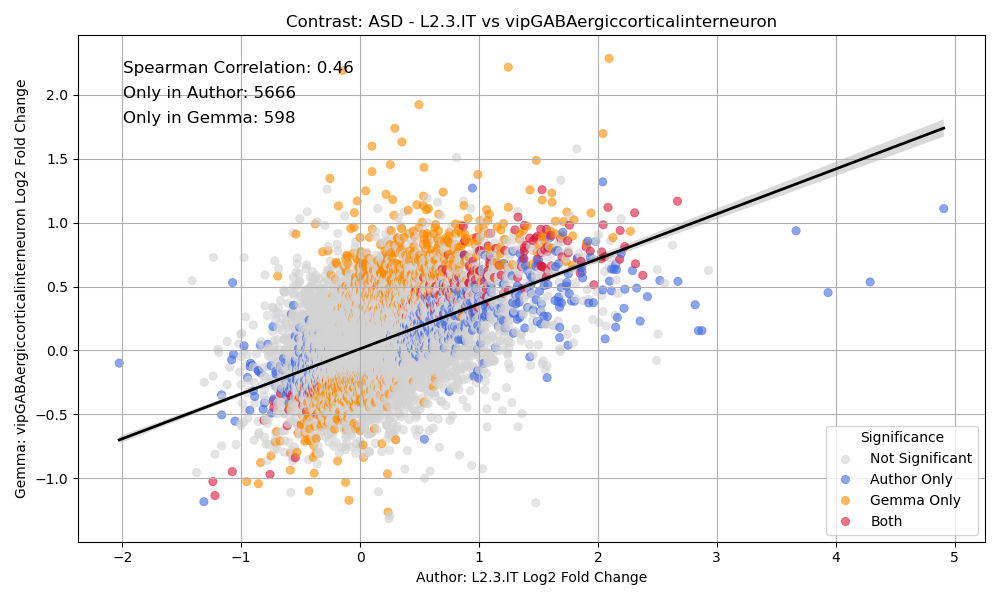 Contrast: ASD - L2.3.IT vs vipGABAergiccorticalinterneuron
Spearman Correlation: 0.46
Only in Author: 5666
Only in Gemma: 598
Gemma: vipGABAergiccorticalinterneuron Log2 Fold Change
2.0
1.5
1.0
0.5
0.0
−0.5
−1.0
Significance
Not Significant
Author Only
Gemma Only
Both
−2
−1
0
1
2
3
4
5
Author: L2.3.IT Log2 Fold Change